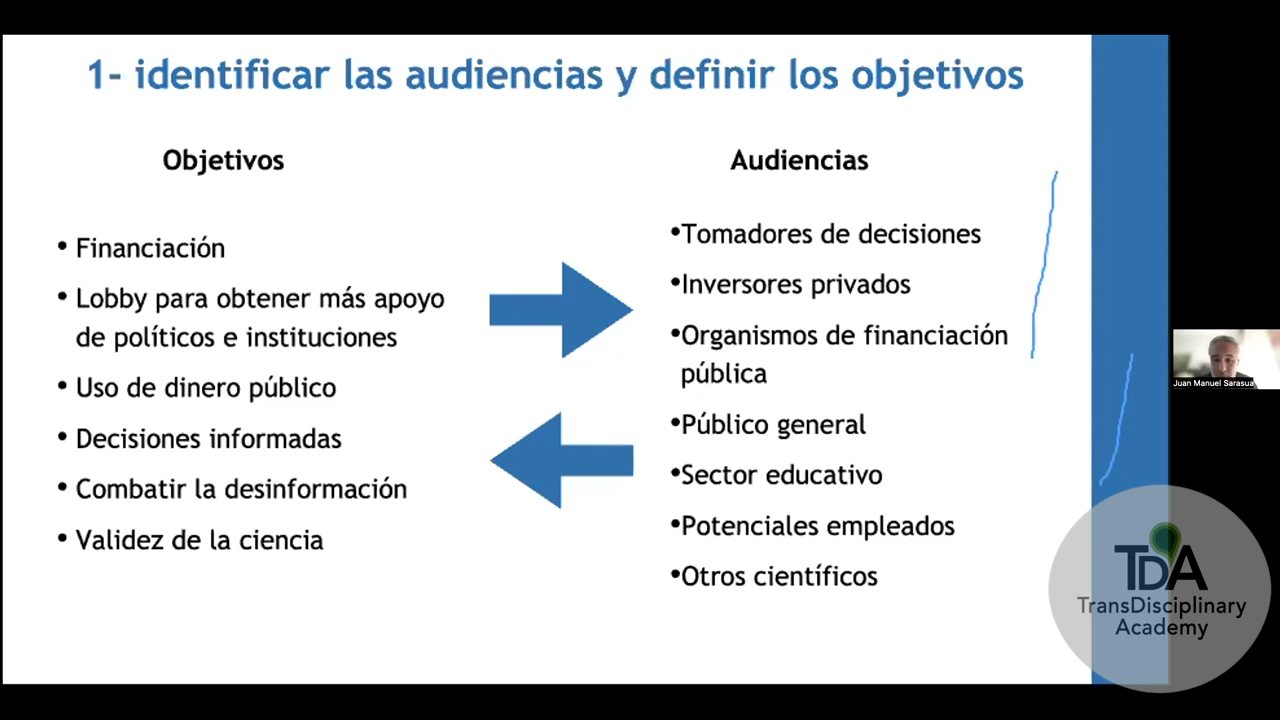 1- identificar las audiencias y definir los objetivos
Objetivos
• Financiación
• Lobby para obtener más apoyo
de políticos e instituciones
• Uso de dinero público
• Decisiones informadas
• Combatir la desinformación
• Validez de la ciencia
Audiencias
•Tomadores de decisiones
•Inversores privados
•Organismos de financiación
pública
•Público general
•Sector educativo
•Potenciales empleados
•Otros científicos
Juan Manuel Sarasua
TDA
TransDisciplinary
Academy